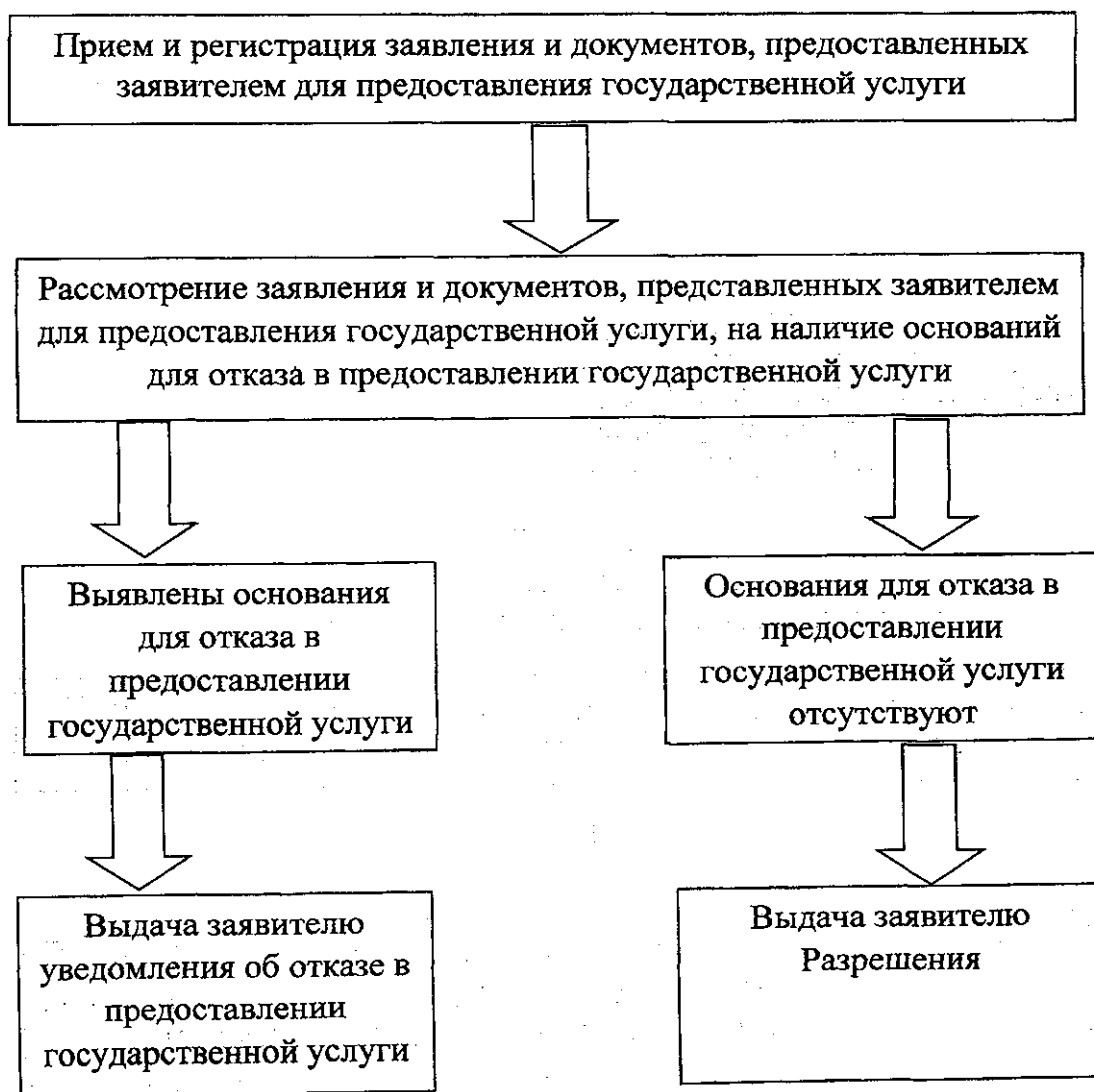 Прием и регистрация заявления и документов, предоставленных
заявителем для предоставления государственной услуги
Рассмотрение заявления и документов, представленных заявителем
для предоставления государственной услуги, на наличие оснований
для отказа в предоставлении государственной услуги
Выявлены основания
для отказа в
предоставлении
государственной услуги
Основания для отказа в
предоставлении
государственной услуги
отсутствуют
Выдача заявителю
уведомления об отказе в
предоставлении
государственной услуги
Выдача заявителю
Разрешения